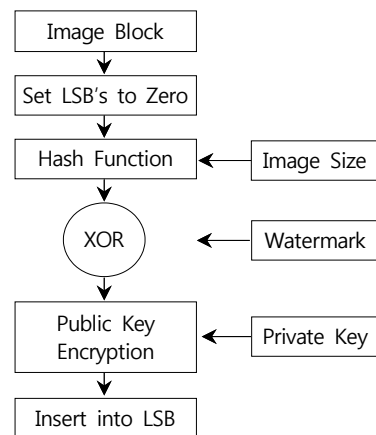 Image Block
Set LSB's to Zero
Hash Function
Image Size
XOR
Watermark
Public Key
Encryption
Private Key
Insert into LSB